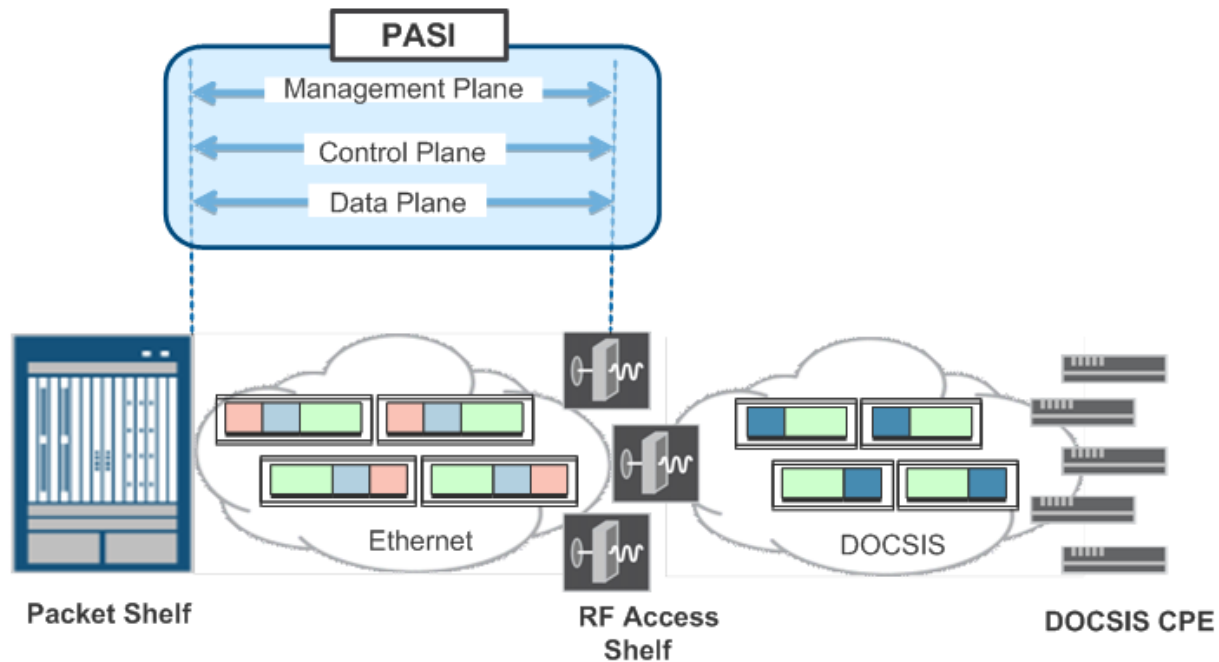 PASI
Management Plane
Control Plane
Data Plane
Ethernet
DOCSIS
Packet Shelf
RF Access
Shelf
DOCSIS CPE